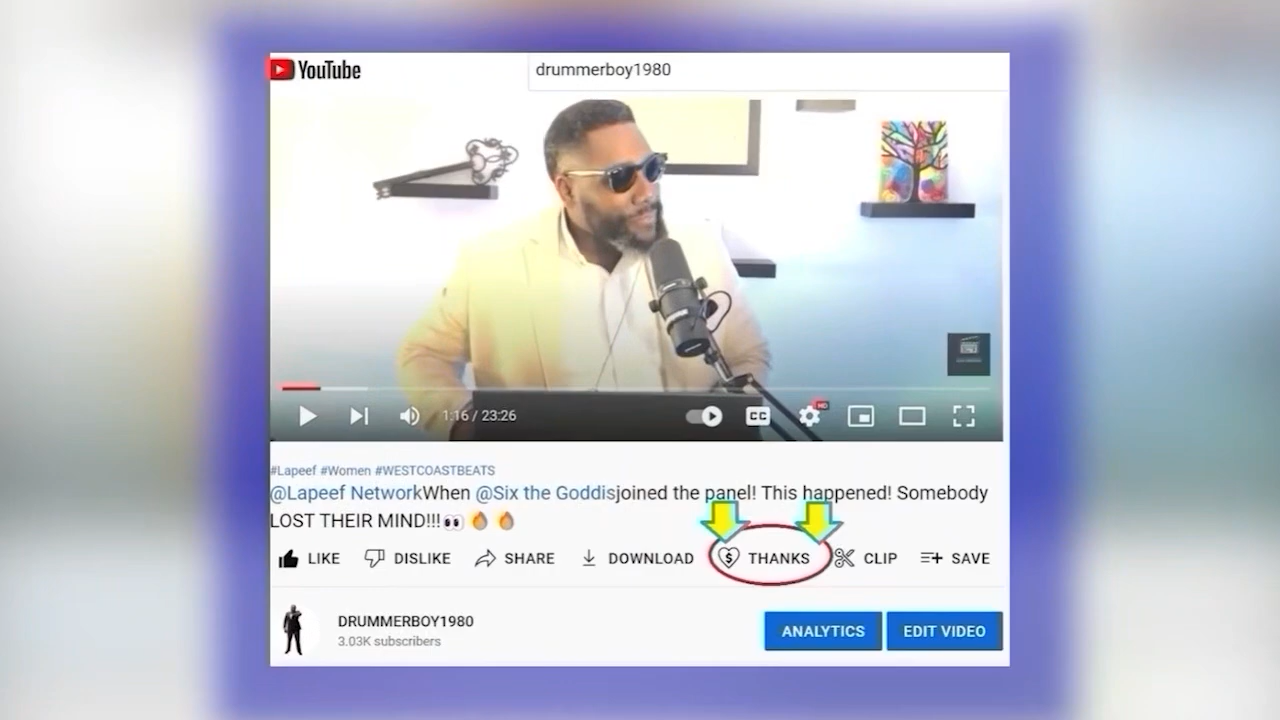 YouTube
drummerboy1980
HD
CC
1:16 / 23:26
#Lapeef #Women #WESTCOASTBEATS
@Lapeef NetworkWhen @Six the Goddisjoined the panel! This happened! Somebody
LOST THEIR MIND!!!👀🔥🔥
LIKE DISLIKE SHARE DOWNLOAD $ THANKS CLIP SAVE
DRUMMERBOY1980
3.03K subscribers
ANALYTICS EDIT VIDEO